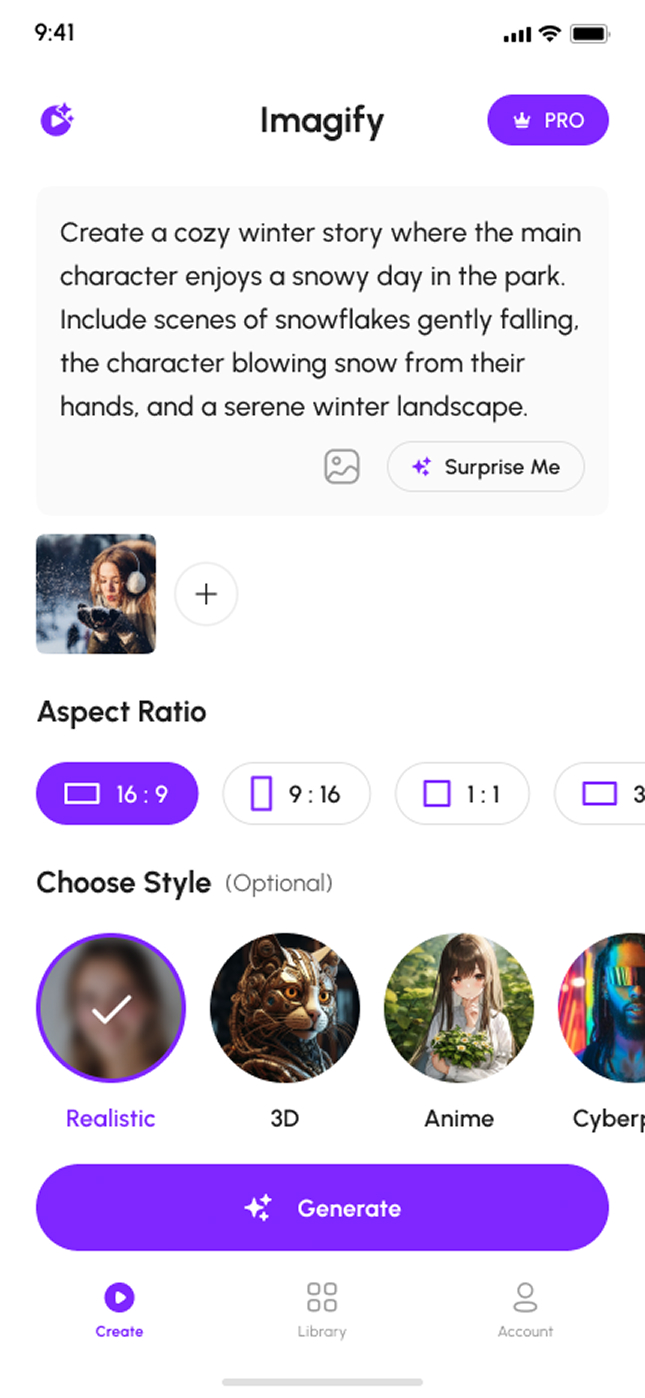 9:41
Imagify
PRO
Create a cozy winter story where the main
character enjoys a snowy day in the park.
Include scenes of snowflakes gently falling,
the character blowing snow from their
hands, and a serene winter landscape.
Surprise Me
Aspect Ratio
16 : 9
9 : 16
1 : 1
3
Choose Style (Optional)
Realistic
3D
Anime
Cyberp
Generate
Create
Library
Account